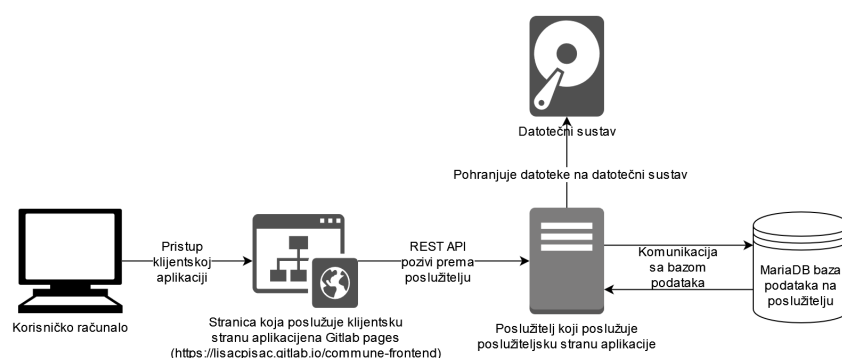 Datotečni sustav
Pohranjuje datoteke na datotečni sustav
Pristup
klijentskoj
aplikaciji
REST API
pozivi prema
poslužitelju
Komunikacija
sa bazom
podataka
MariaDB baza
podataka na
poslužitelju
Korisničko računalo
Stranica koja poslužuje klijentsku
stranu aplikacijena Gitlab pages
(https://lisacpisac.gitlab.io/commune-frontend)
Poslužitelj koji poslužuje
poslužiteljsku stranu aplikacije